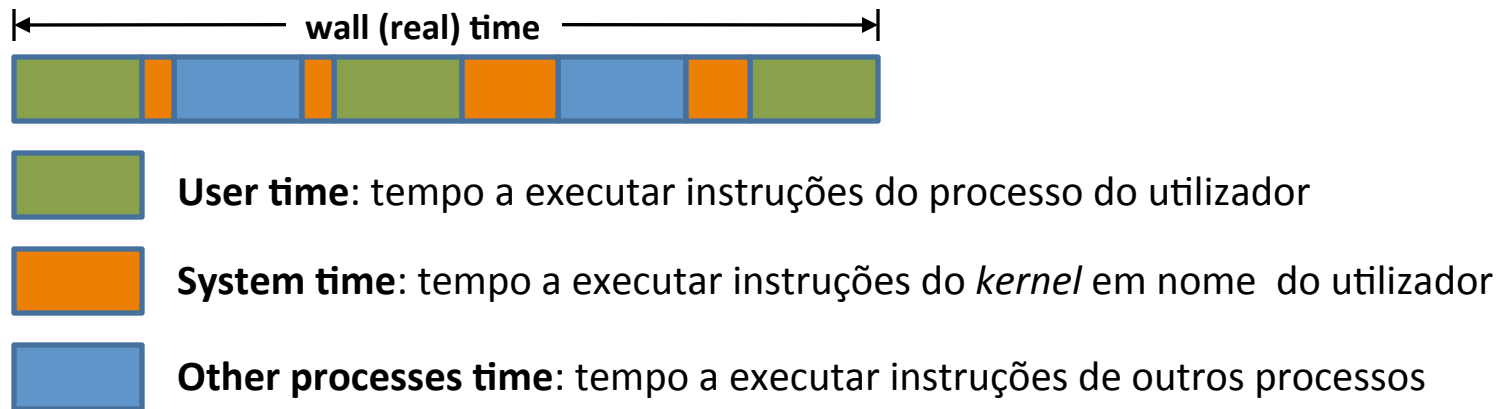 wall (real) time
User time: tempo a executar instruções do processo do utilizador
System time: tempo a executar instruções do kernel em nome do utilizador
Other processes time: tempo a executar instruções de outros processos